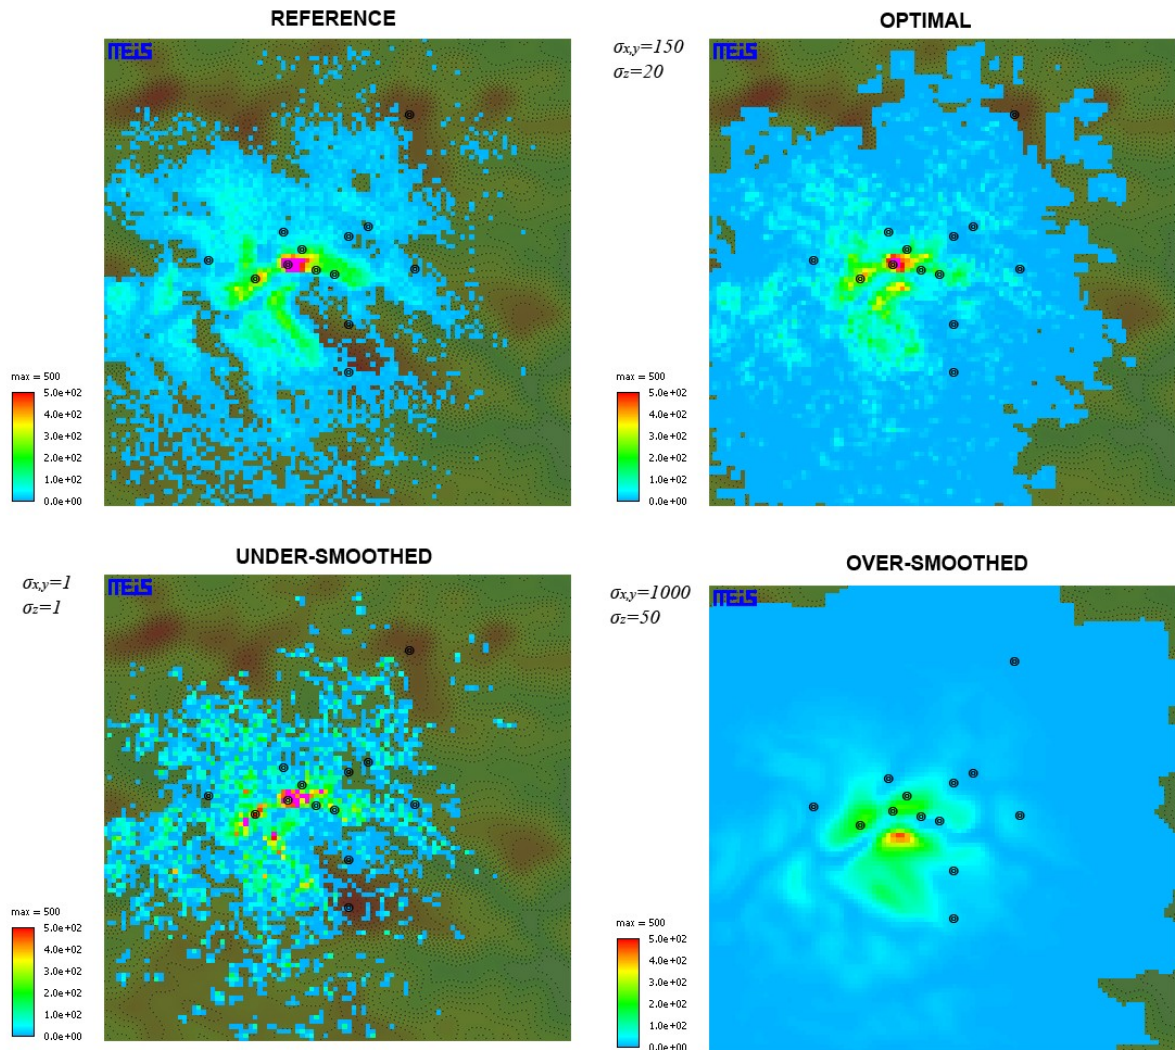 REFERENCE
MEIS
max = 500
5.0e+02
4.0e+02
3.0e+02
2.0e+02
1.0e+02
0.0e+00
OPTIMAL
σx,y=150
σz=20
MEIS
max = 500
5.0e+02
4.0e+02
3.0e+02
2.0e+02
1.0e+02
0.0e+00
UNDER-SMOOTHED
σx,y=1
σz=1
MEIS
max = 500
5.0e+02
4.0e+02
3.0e+02
2.0e+02
1.0e+02
0.0e+00
OVER-SMOOTHED
σx,y=1000
σz=50
MEIS
max = 500
5.0e+02
4.0e+02
3.0e+02
2.0e+02
1.0e+02
0.0e+00